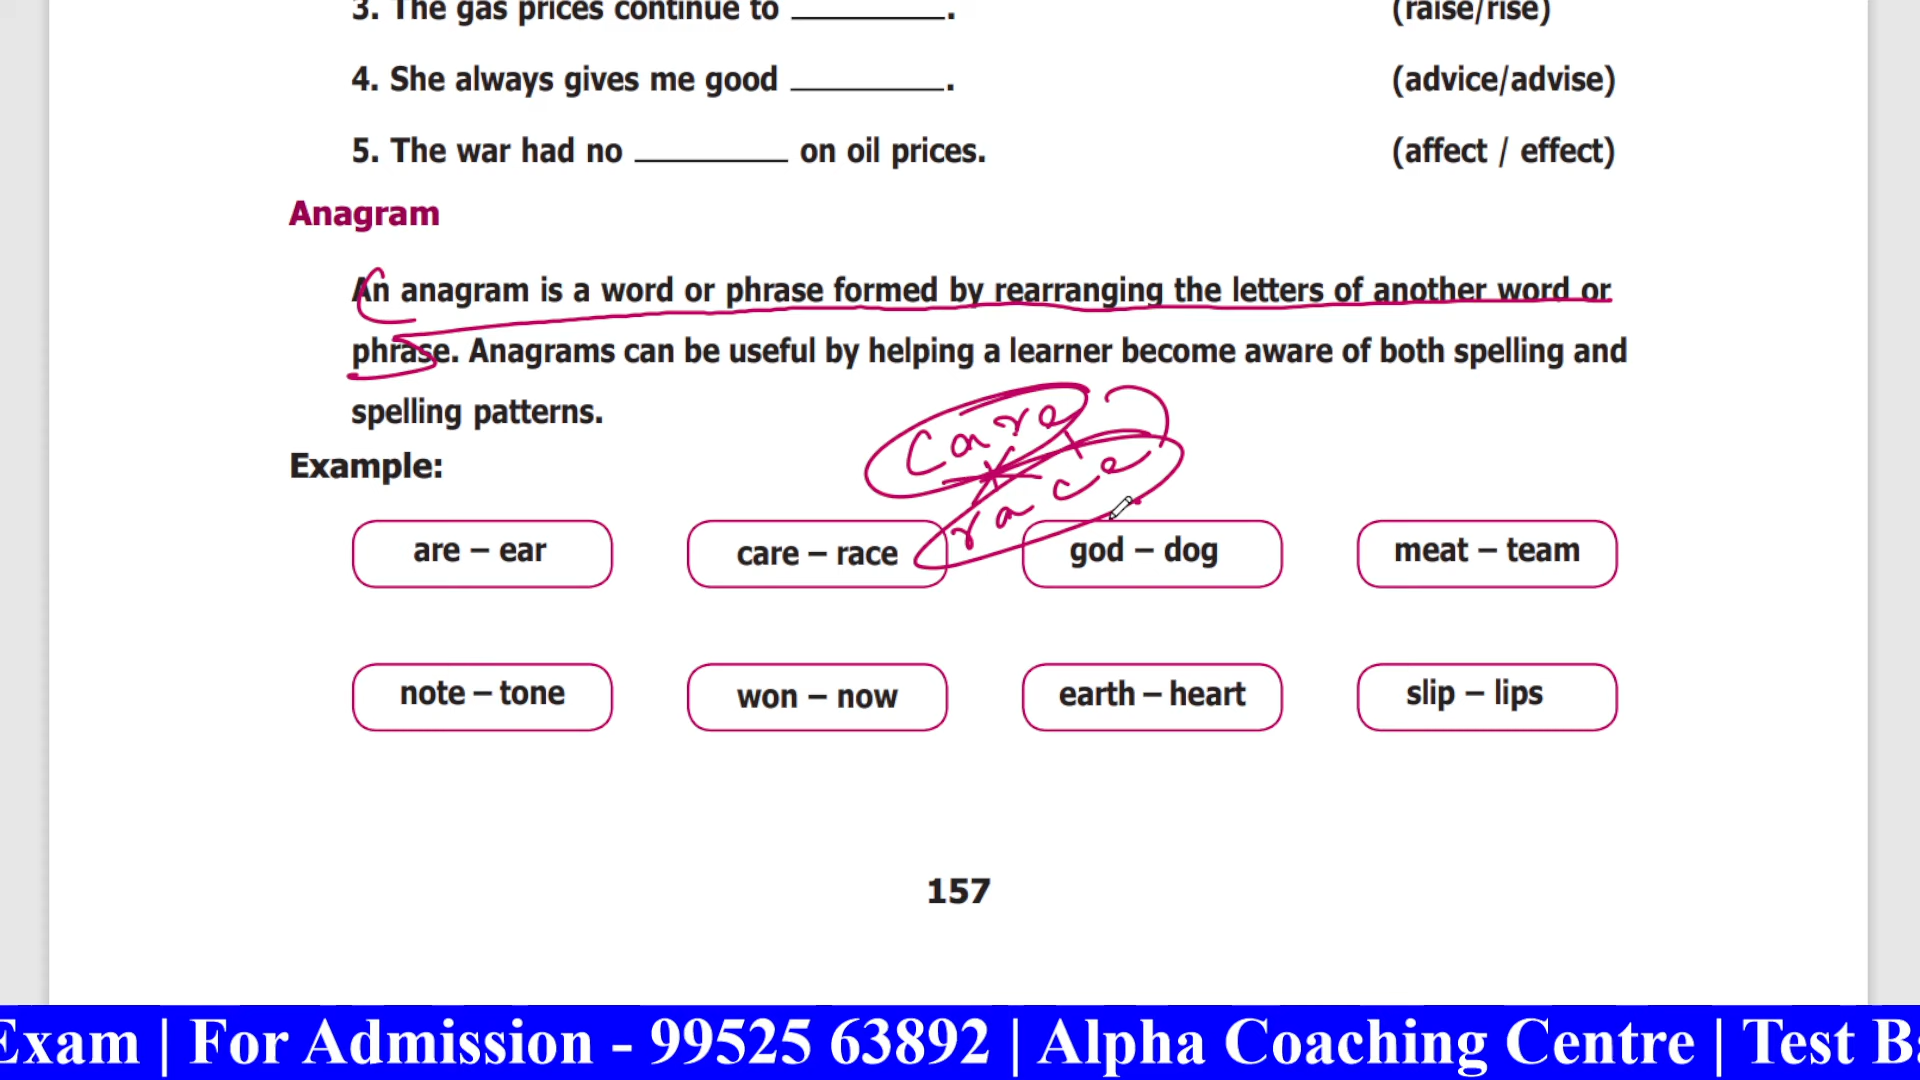 3. The gas prices continue to __________. (raise/rise)
4. She always gives me good __________. (advice/advise)
5. The war had no __________ on oil prices. (affect / effect)
Anagram
An anagram is a word or phrase formed by rearranging the letters of another word or
phrase. Anagrams can be useful by helping a learner become aware of both spelling and
spelling patterns.
Care
race
Example:
are – ear care – race god – dog meat – team
note – tone won – now earth – heart slip – lips
157
Exam | For Admission - 99525 63892 | Alpha Coaching Centre | Test